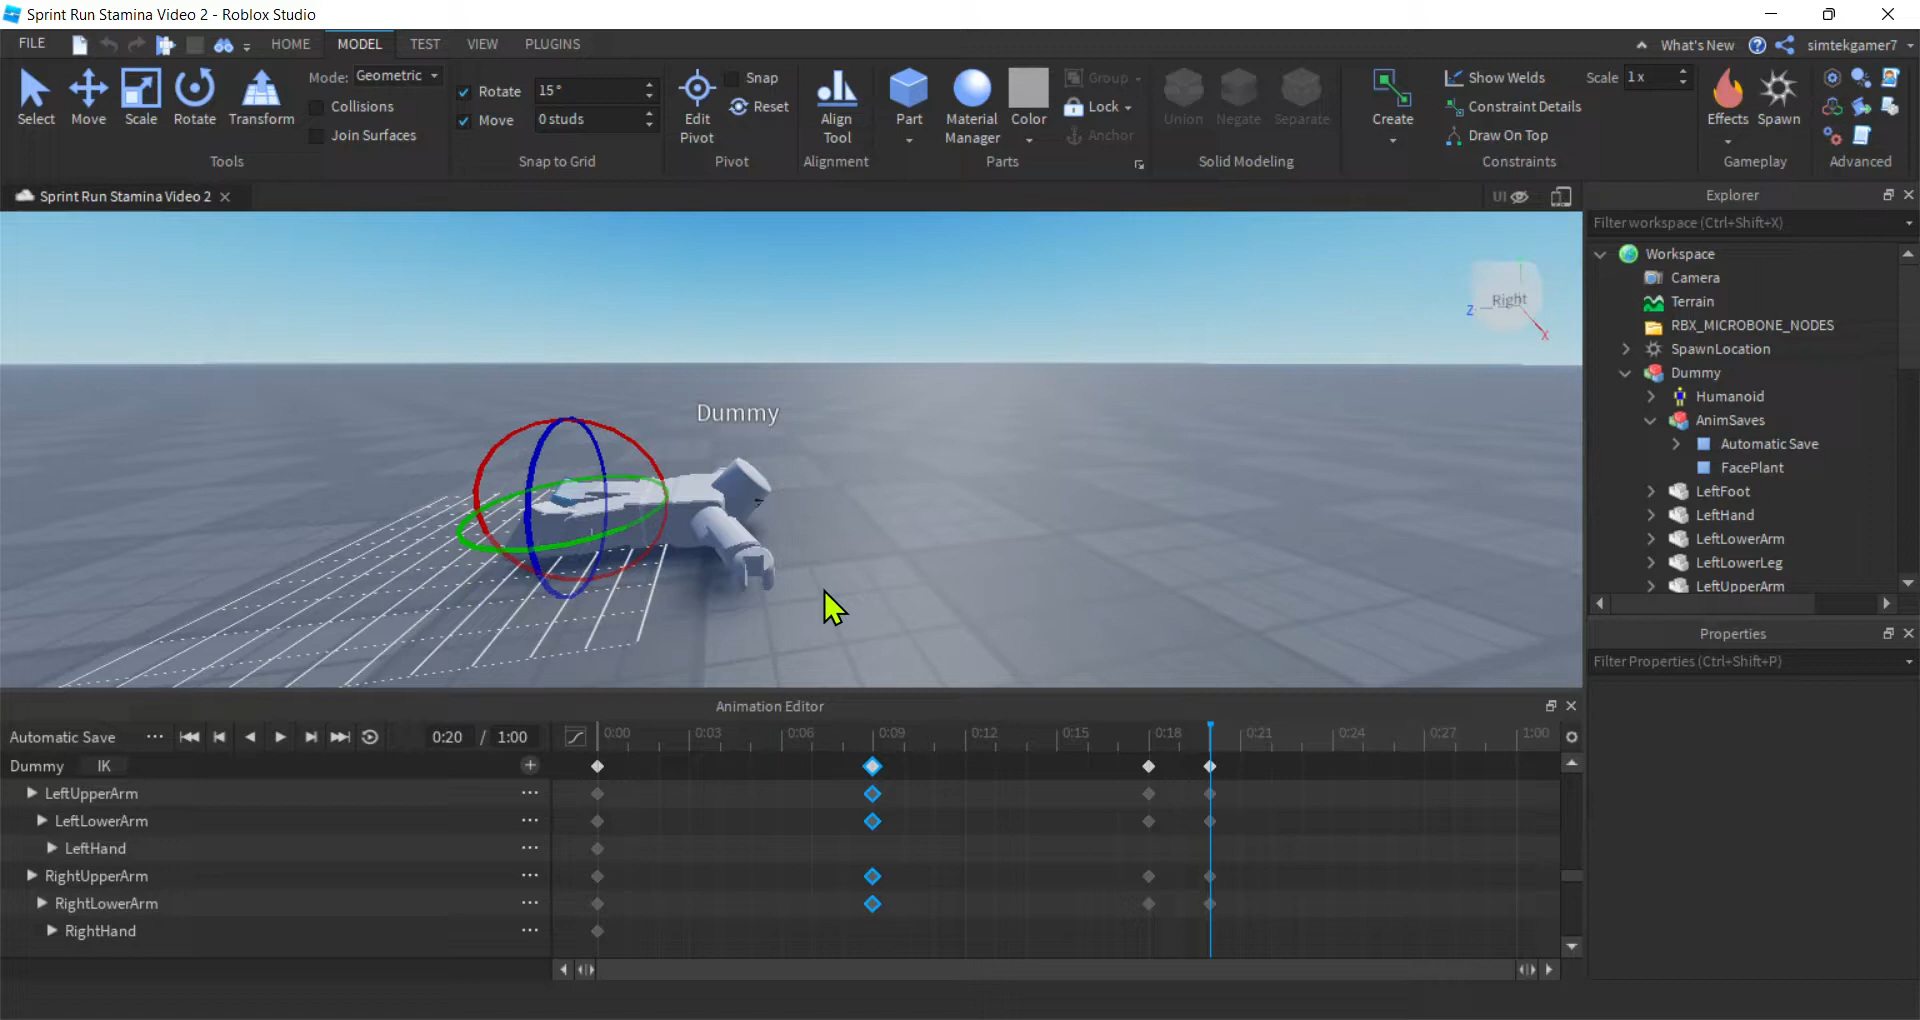 Sprint Run Stamina Video 2 - Roblox Studio
FILE HOME MODEL TEST VIEW PLUGINS What's New simtekgamer7
Select Move Scale Rotate Transform
Mode: Geometric
Collisions
Join Surfaces
Tools
Rotate 15°
Move 0 studs
Snap to Grid
Edit Pivot
Snap
Reset
Pivot
Align Tool
Alignment
Part
Material Manager
Color
Group
Lock
Anchor
Parts
Union Negate Separate
Solid Modeling
Create
Show Welds
Constraint Details
Draw On Top
Scale 1x
Constraints
Effects Spawn
Gameplay
Advanced
Sprint Run Stamina Video 2
UI
Right
Z
X
Dummy
Explorer
Filter workspace (Ctrl+Shift+X)
Workspace
Camera
Terrain
RBX_MICROBONE_NODES
SpawnLocation
Dummy
Humanoid
AnimSaves
Automatic Save
FacePlant
LeftFoot
LeftHand
LeftLowerArm
LeftLowerLeg
LeftUpperArm
Properties
Filter Properties (Ctrl+Shift+P)
Animation Editor
Automatic Save ... 0:20 / 1:00
0:00 0:03 0:06 0:09 0:12 0:15 0:18 0:21 0:24 0:27 1:00
Dummy IK
LeftUpperArm ...
LeftLowerArm ...
LeftHand ...
RightUpperArm ...
RightLowerArm ...
RightHand ...